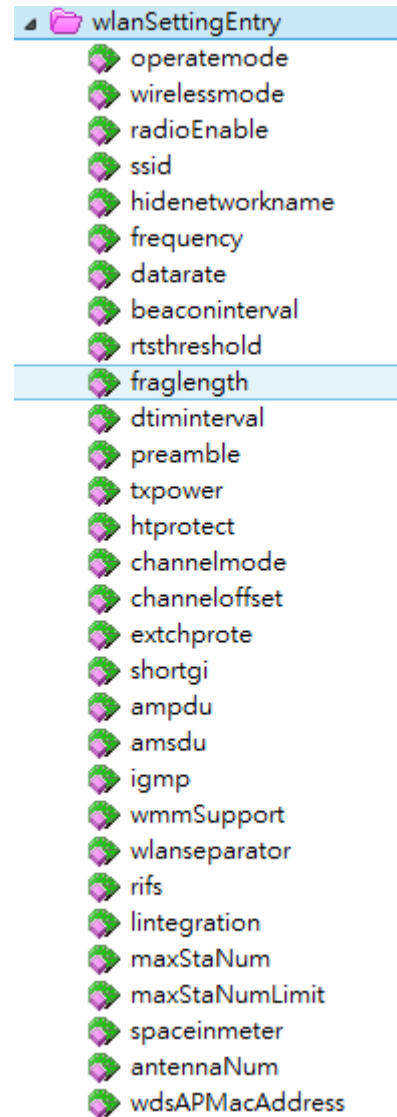 wlanSettingEntry
operatemode
wirelessmode
radioEnable
ssid
hidenetworkname
frequency
datarate
beaconinterval
rtsthreshold
fraglength
dtiminterval
preamble
txpower
htprotect
channelmode
channeloffset
extchprote
shortgi
ampdu
amsdu
igmp
wmmSupport
wlanseparator
rifs
lintegration
maxStaNum
maxStaNumLimit
spaceinmeter
antennaNum
wdsAPMacAddress